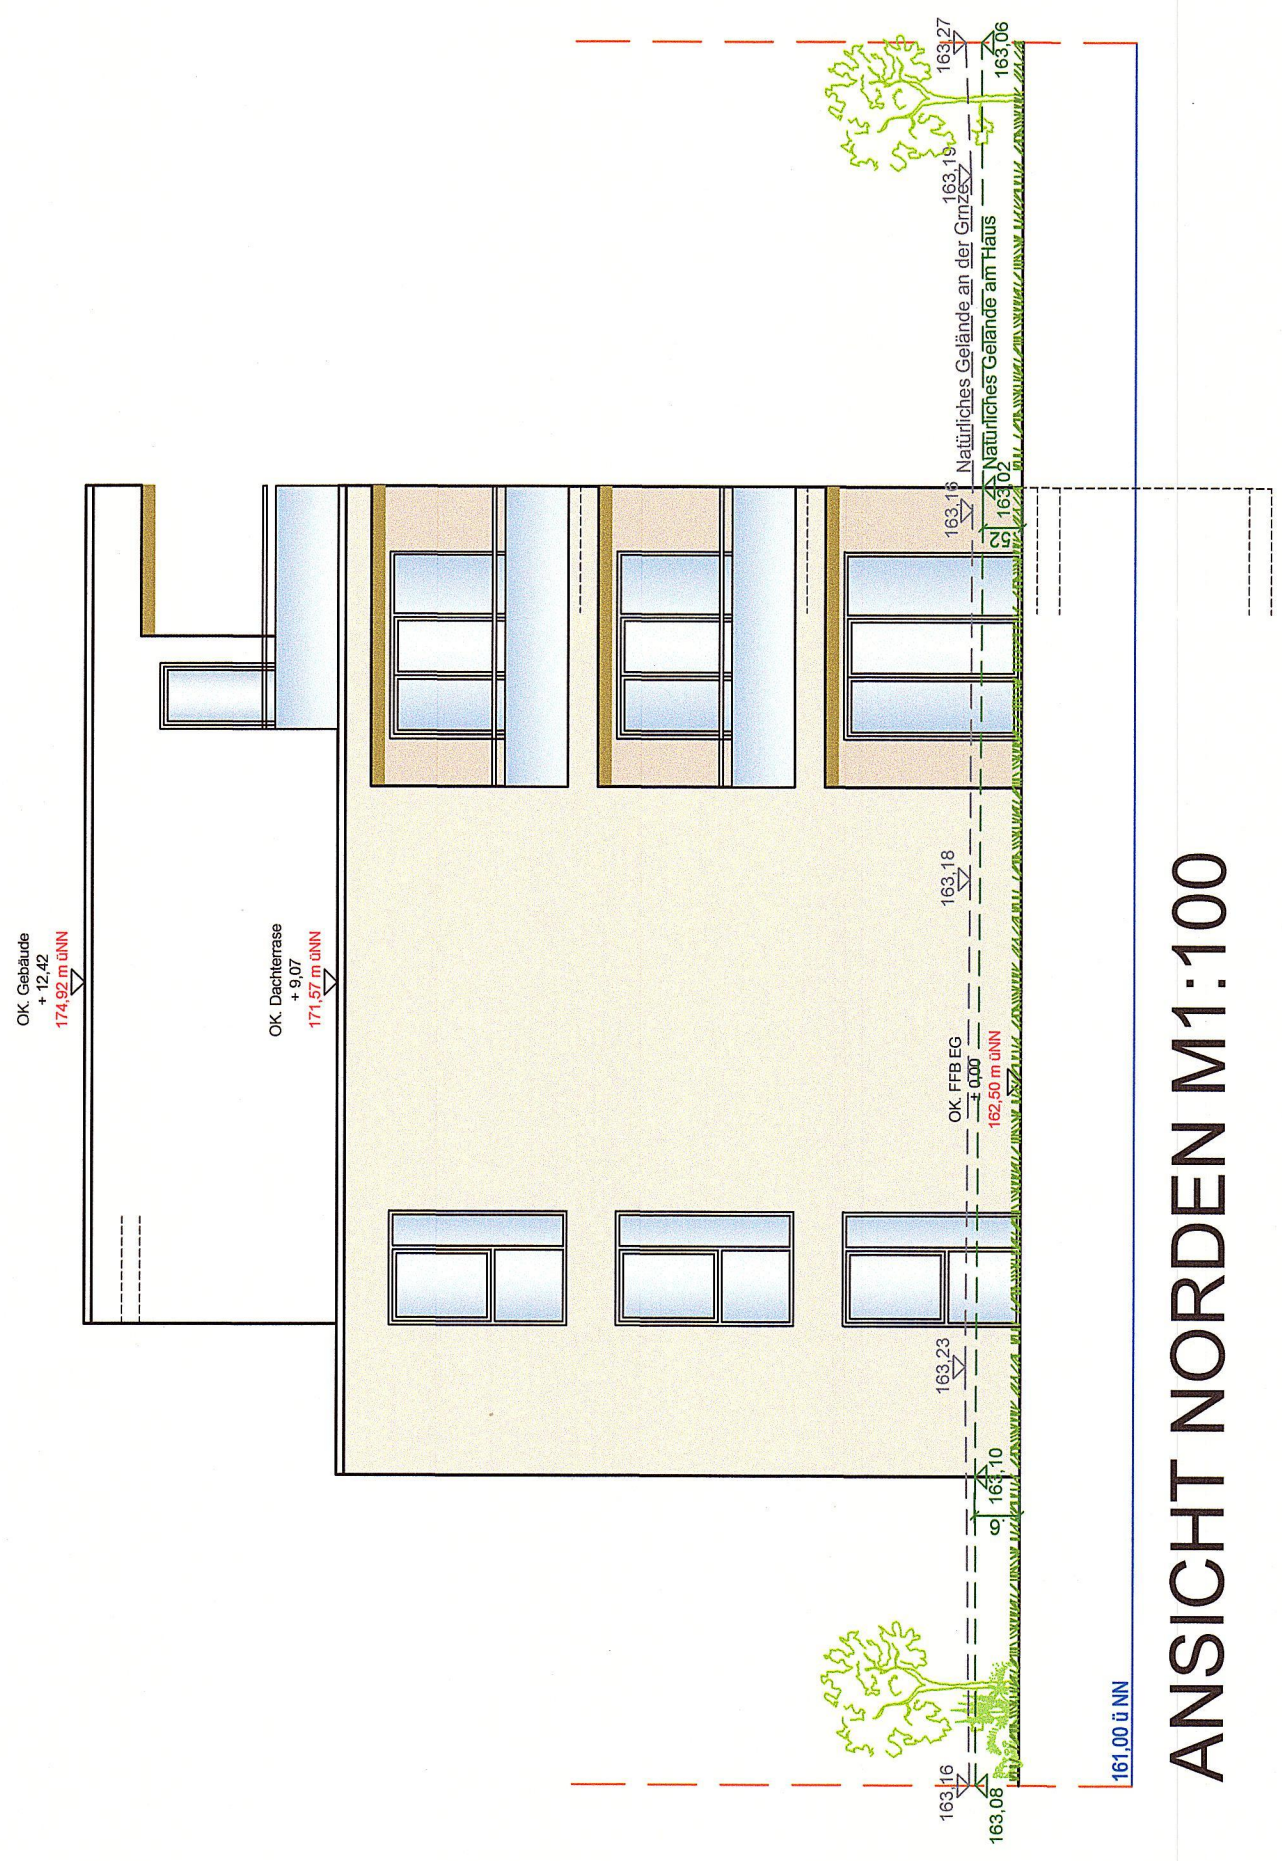 OK. Gebäude
+ 12,42
174,92 m üNN
OK. Dachterrase
+ 9,07
171,57 m üNN
OK. FFB EG
± 0,00
162,50 m üNN
163,16
163,23
163,18
163,16
Natürliches Gelände an der Grnze
163,19
163,27
163,08
6
163,10
52
163,02
Natürliches Gelände am Haus
163,06
161,00 ü NN
ANSICHT NORDEN M1:100